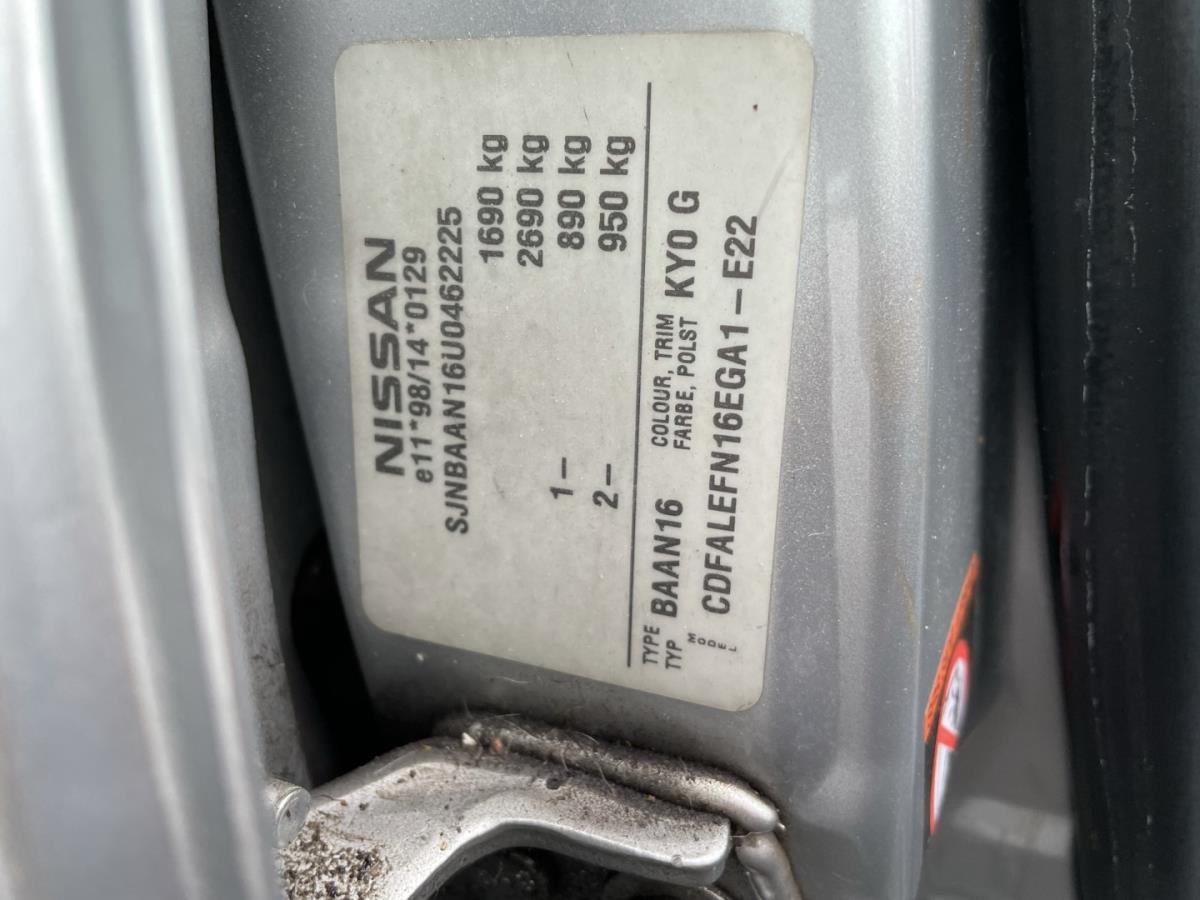 NISSAN
e11*98/14*0129
SJNBAAN16U0462225
1690 kg
2690 kg
1– 890 kg
2– 950 kg
TYPE
TYP BAAN16 COLOUR, TRIM
FARBE, POLST KY0 G
MODEL CDFALEFN16EGA1–E22